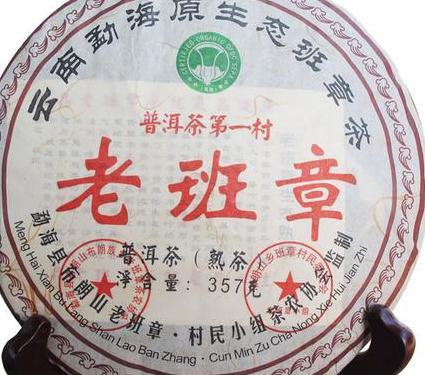 云南勐海原生态班章茶
CERTIFIED ORGANIC
普洱茶第一村
老班章
普洱茶（熟茶）
净含量：357克
勐海县布朗山老班章·村民小组茶农协会监制
Meng Hai Xian Bu Lang Shan Lao Ban Zhang · Cun Min Zu Cha Nong Xie Hui Jian Zhi